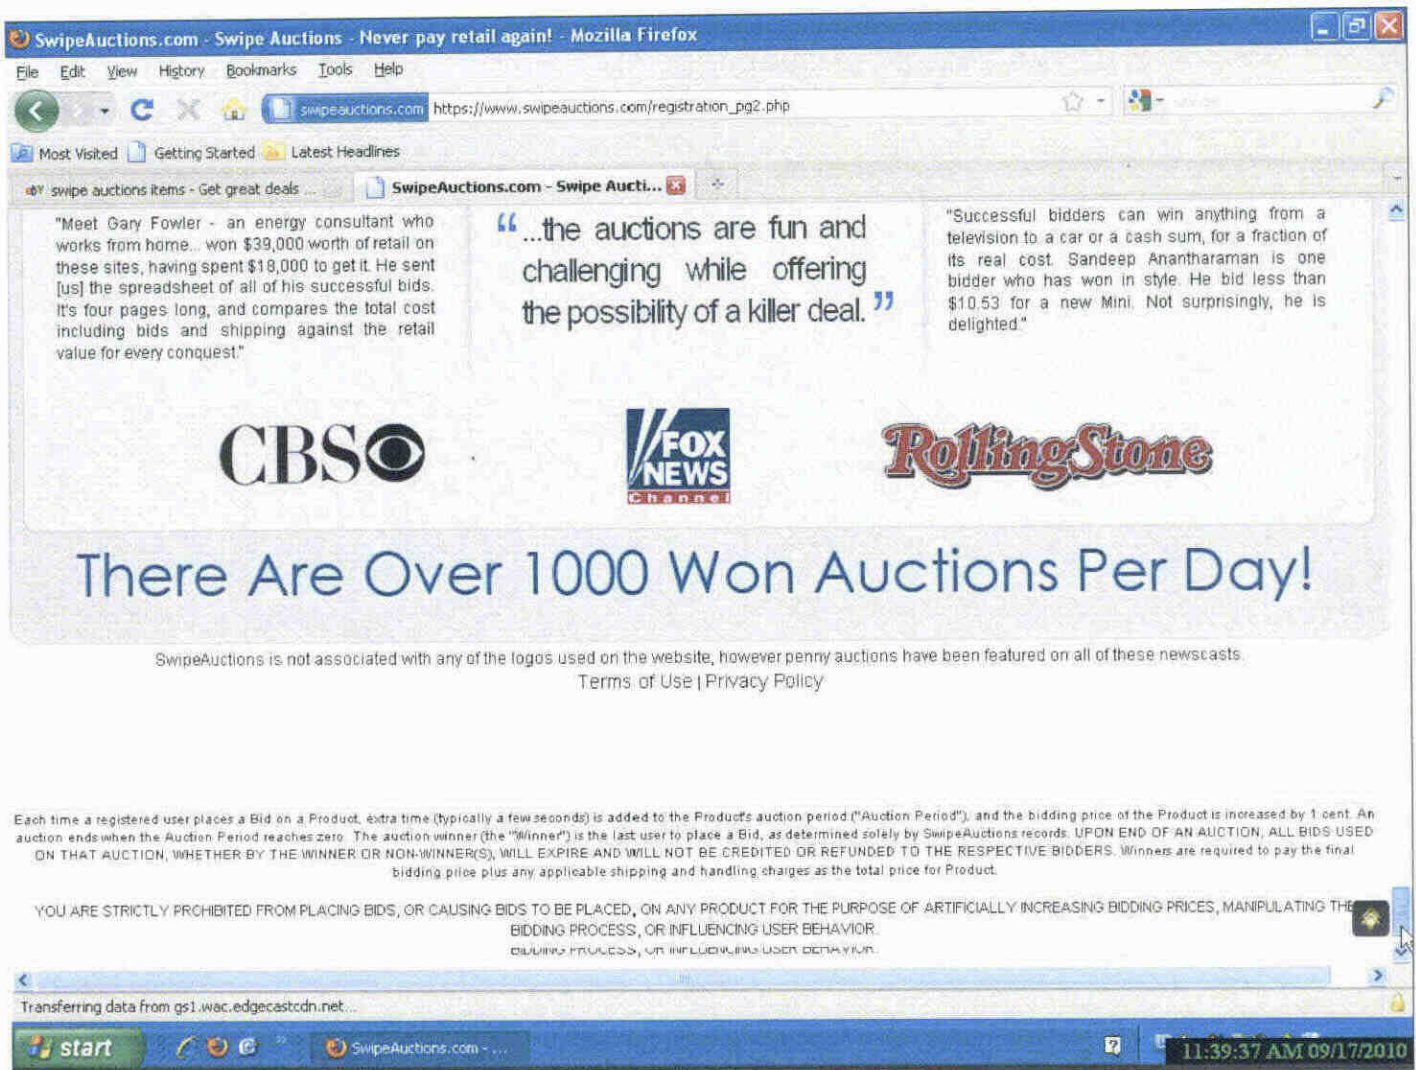 SwipeAuctions.com - Swipe Auctions - Never pay retail again! - Mozilla Firefox
File Edit View History Bookmarks Tools Help
swipeauctions.com https://www.swipeauctions.com/registration_pg2.php
Most Visited Getting Started Latest Headlines
swipe auctions items - Get great deals ... SwipeAuctions.com - Swipe Aucti...
"Meet Gary Fowler - an energy consultant who
works from home... won $39,000 worth of retail on
these sites, having spent $18,000 to get it. He sent
[us] the spreadsheet of all of his successful bids.
It's four pages long, and compares the total cost
including bids and shipping against the retail
value for every conquest."
“...the auctions are fun and
challenging while offering
the possibility of a killer deal.”
"Successful bidders can win anything from a
television to a car or a cash sum, for a fraction of
its real cost. Sandeep Anantharaman is one
bidder who has won in style. He bid less than
$10.53 for a new Mini. Not surprisingly, he is
delighted."
CBS
FOX
NEWS
Channel
RollingStone
There Are Over 1000 Won Auctions Per Day!
SwipeAuctions is not associated with any of the logos used on the website, however penny auctions have been featured on all of these newscasts.
Terms of Use | Privacy Policy
Each time a registered user places a Bid on a Product, extra time (typically a few seconds) is added to the Product's auction period ("Auction Period"), and the bidding price of the Product is increased by 1 cent. An
auction ends when the Auction Period reaches zero. The auction winner (the "Winner") is the last user to place a Bid, as determined solely by SwipeAuctions records. UPON END OF AN AUCTION, ALL BIDS USED
ON THAT AUCTION, WHETHER BY THE WINNER OR NON-WINNER(S), WILL EXPIRE AND WILL NOT BE CREDITED OR REFUNDED TO THE RESPECTIVE BIDDERS. Winners are required to pay the final
bidding price plus any applicable shipping and handling charges as the total price for Product.
YOU ARE STRICTLY PROHIBITED FROM PLACING BIDS, OR CAUSING BIDS TO BE PLACED, ON ANY PRODUCT FOR THE PURPOSE OF ARTIFICIALLY INCREASING BIDDING PRICES, MANIPULATING THE
BIDDING PROCESS, OR INFLUENCING USER BEHAVIOR.
BIDDING PROCESS, OR INFLUENCING USER BEHAVIOR.
Transferring data from gs1.wac.edgecastcdn.net...
start SwipeAuctions.com - ...
11:39:37 AM 09/17/2010